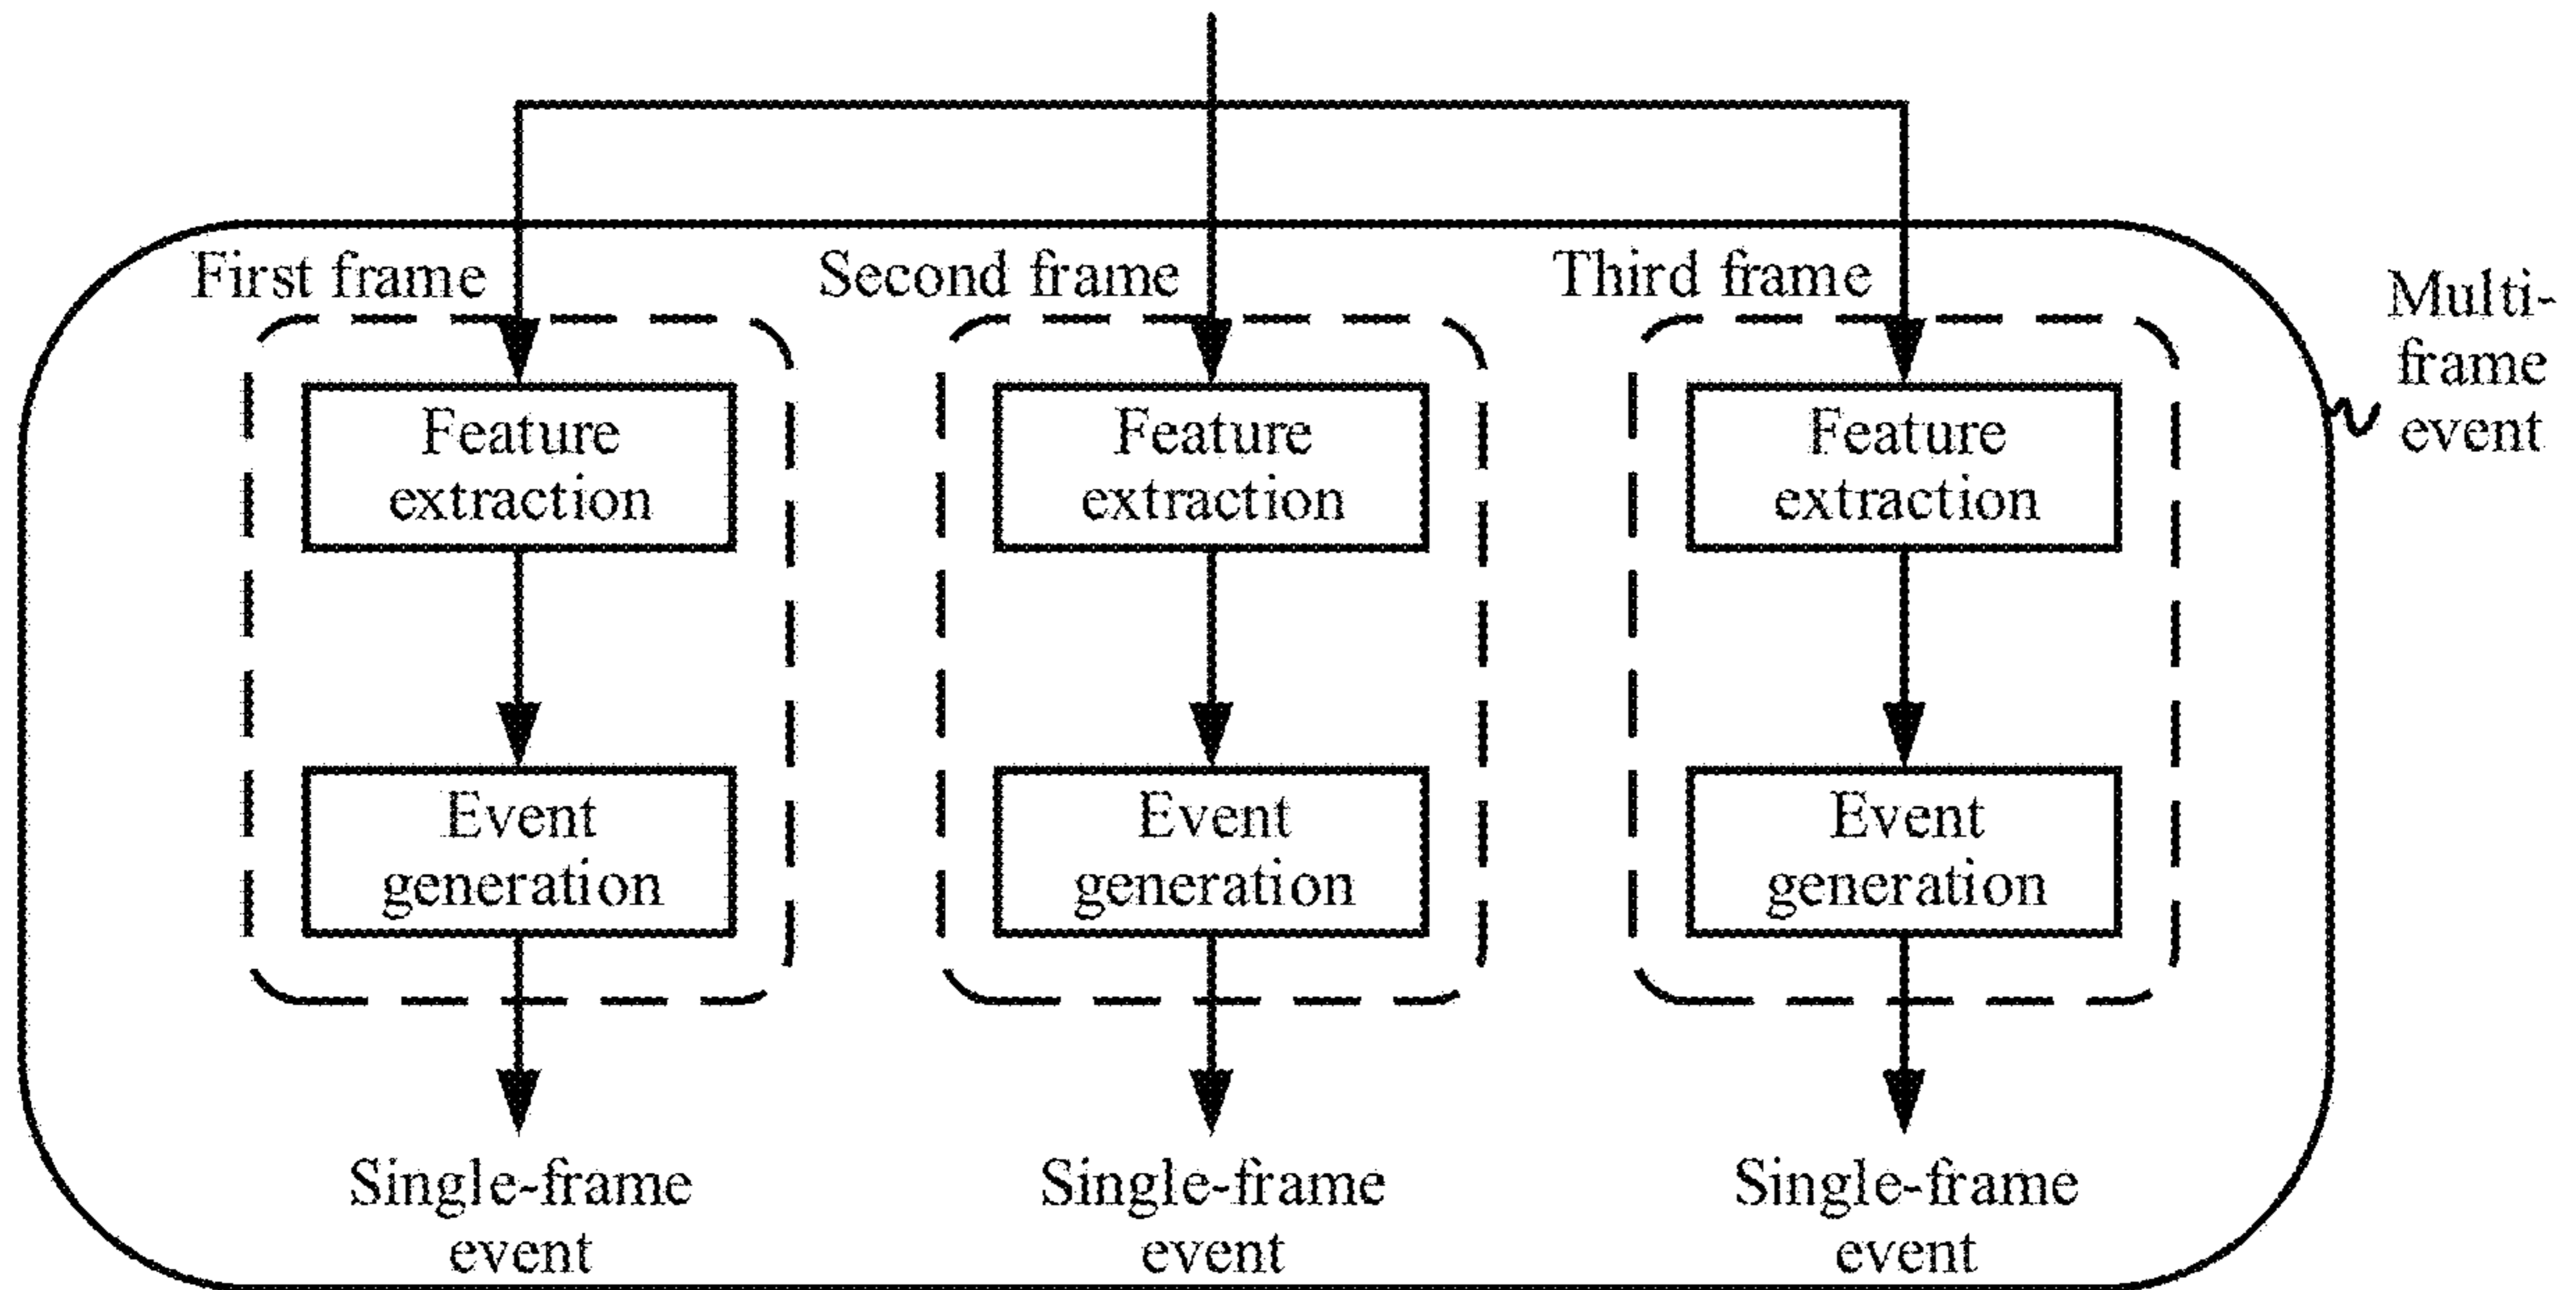 First frame
Second frame
Third frame
Multi-
frame
event
Feature
extraction
Feature
extraction
Feature
extraction
Event
generation
Event
generation
Event
generation
Single-frame
event
Single-frame
event
Single-frame
event